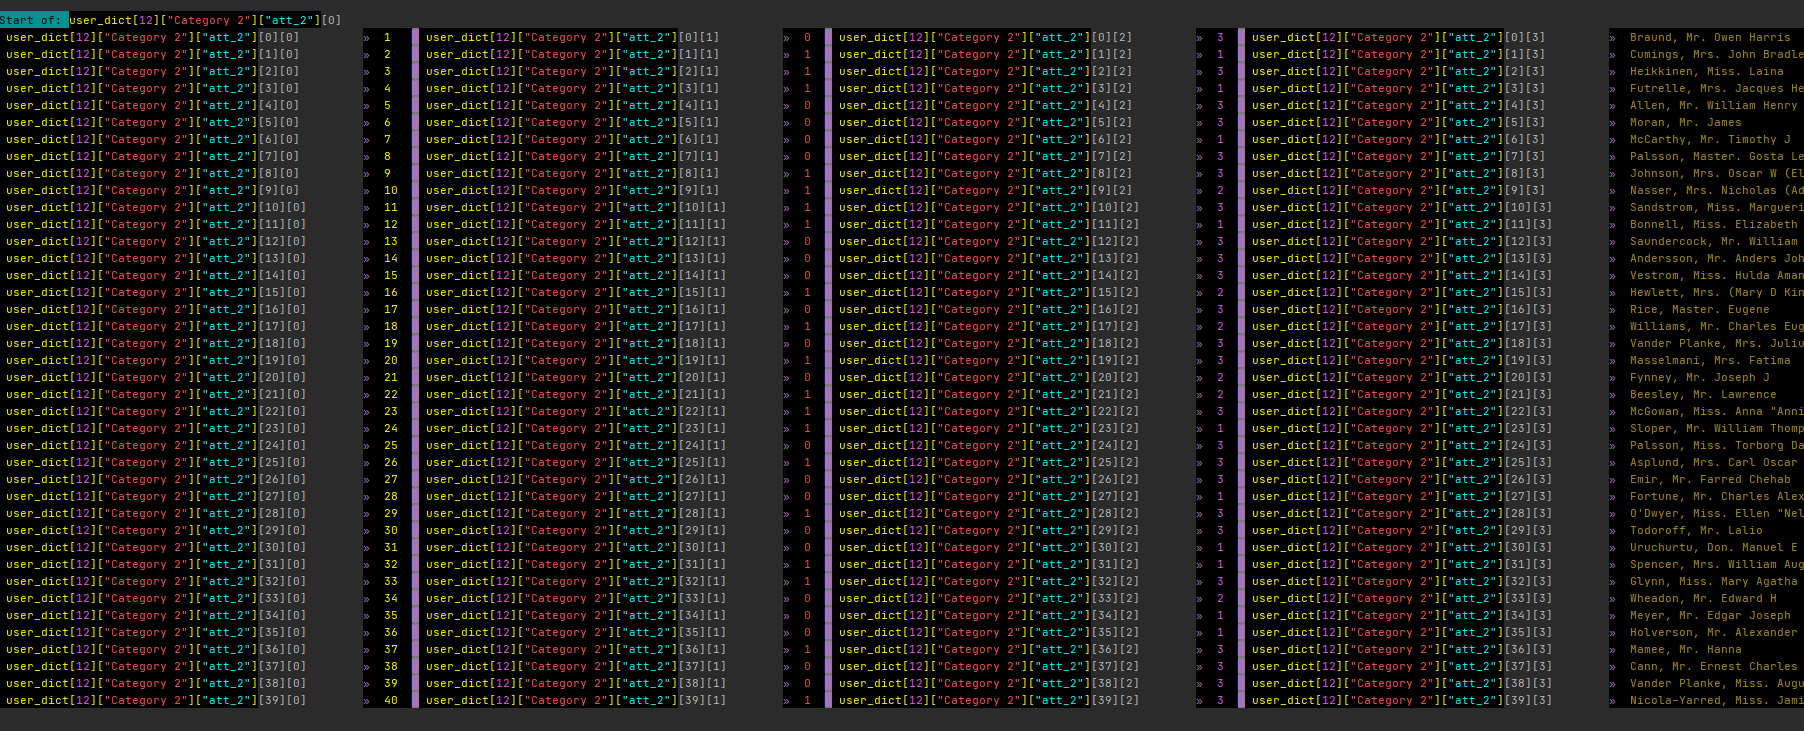 Start of: user_dict[12]["Category 2"]["att_2"][0]
user_dict[12]["Category 2"]["att_2"][0][0] » 1 user_dict[12]["Category 2"]["att_2"][0][1] » 0 user_dict[12]["Category 2"]["att_2"][0][2] » 3 user_dict[12]["Category 2"]["att_2"][0][3] » Braund, Mr. Owen Harris
user_dict[12]["Category 2"]["att_2"][1][0] » 2 user_dict[12]["Category 2"]["att_2"][1][1] » 1 user_dict[12]["Category 2"]["att_2"][1][2] » 1 user_dict[12]["Category 2"]["att_2"][1][3] » Cumings, Mrs. John Bradle
user_dict[12]["Category 2"]["att_2"][2][0] » 3 user_dict[12]["Category 2"]["att_2"][2][1] » 1 user_dict[12]["Category 2"]["att_2"][2][2] » 3 user_dict[12]["Category 2"]["att_2"][2][3] » Heikkinen, Miss. Laina
user_dict[12]["Category 2"]["att_2"][3][0] » 4 user_dict[12]["Category 2"]["att_2"][3][1] » 1 user_dict[12]["Category 2"]["att_2"][3][2] » 1 user_dict[12]["Category 2"]["att_2"][3][3] » Futrelle, Mrs. Jacques He
user_dict[12]["Category 2"]["att_2"][4][0] » 5 user_dict[12]["Category 2"]["att_2"][4][1] » 0 user_dict[12]["Category 2"]["att_2"][4][2] » 3 user_dict[12]["Category 2"]["att_2"][4][3] » Allen, Mr. William Henry
user_dict[12]["Category 2"]["att_2"][5][0] » 6 user_dict[12]["Category 2"]["att_2"][5][1] » 0 user_dict[12]["Category 2"]["att_2"][5][2] » 3 user_dict[12]["Category 2"]["att_2"][5][3] » Moran, Mr. James
user_dict[12]["Category 2"]["att_2"][6][0] » 7 user_dict[12]["Category 2"]["att_2"][6][1] » 0 user_dict[12]["Category 2"]["att_2"][6][2] » 1 user_dict[12]["Category 2"]["att_2"][6][3] » McCarthy, Mr. Timothy J
user_dict[12]["Category 2"]["att_2"][7][0] » 8 user_dict[12]["Category 2"]["att_2"][7][1] » 0 user_dict[12]["Category 2"]["att_2"][7][2] » 3 user_dict[12]["Category 2"]["att_2"][7][3] » Palsson, Master. Gosta Le
user_dict[12]["Category 2"]["att_2"][8][0] » 9 user_dict[12]["Category 2"]["att_2"][8][1] » 1 user_dict[12]["Category 2"]["att_2"][8][2] » 3 user_dict[12]["Category 2"]["att_2"][8][3] » Johnson, Mrs. Oscar W (El
user_dict[12]["Category 2"]["att_2"][9][0] » 10 user_dict[12]["Category 2"]["att_2"][9][1] » 1 user_dict[12]["Category 2"]["att_2"][9][2] » 2 user_dict[12]["Category 2"]["att_2"][9][3] » Nasser, Mrs. Nicholas (Ad
user_dict[12]["Category 2"]["att_2"][10][0] » 11 user_dict[12]["Category 2"]["att_2"][10][1] » 1 user_dict[12]["Category 2"]["att_2"][10][2] » 3 user_dict[12]["Category 2"]["att_2"][10][3] » Sandstrom, Miss. Margueri
user_dict[12]["Category 2"]["att_2"][11][0] » 12 user_dict[12]["Category 2"]["att_2"][11][1] » 1 user_dict[12]["Category 2"]["att_2"][11][2] » 1 user_dict[12]["Category 2"]["att_2"][11][3] » Bonnell, Miss. Elizabeth
user_dict[12]["Category 2"]["att_2"][12][0] » 13 user_dict[12]["Category 2"]["att_2"][12][1] » 0 user_dict[12]["Category 2"]["att_2"][12][2] » 3 user_dict[12]["Category 2"]["att_2"][12][3] » Saundercock, Mr. William
user_dict[12]["Category 2"]["att_2"][13][0] » 14 user_dict[12]["Category 2"]["att_2"][13][1] » 0 user_dict[12]["Category 2"]["att_2"][13][2] » 3 user_dict[12]["Category 2"]["att_2"][13][3] » Andersson, Mr. Anders Joh
user_dict[12]["Category 2"]["att_2"][14][0] » 15 user_dict[12]["Category 2"]["att_2"][14][1] » 0 user_dict[12]["Category 2"]["att_2"][14][2] » 3 user_dict[12]["Category 2"]["att_2"][14][3] » Vestrom, Miss. Hulda Aman
user_dict[12]["Category 2"]["att_2"][15][0] » 16 user_dict[12]["Category 2"]["att_2"][15][1] » 1 user_dict[12]["Category 2"]["att_2"][15][2] » 2 user_dict[12]["Category 2"]["att_2"][15][3] » Hewlett, Mrs. (Mary D Kin
user_dict[12]["Category 2"]["att_2"][16][0] » 17 user_dict[12]["Category 2"]["att_2"][16][1] » 0 user_dict[12]["Category 2"]["att_2"][16][2] » 3 user_dict[12]["Category 2"]["att_2"][16][3] » Rice, Master. Eugene
user_dict[12]["Category 2"]["att_2"][17][0] » 18 user_dict[12]["Category 2"]["att_2"][17][1] » 1 user_dict[12]["Category 2"]["att_2"][17][2] » 2 user_dict[12]["Category 2"]["att_2"][17][3] » Williams, Mr. Charles Eug
user_dict[12]["Category 2"]["att_2"][18][0] » 19 user_dict[12]["Category 2"]["att_2"][18][1] » 0 user_dict[12]["Category 2"]["att_2"][18][2] » 3 user_dict[12]["Category 2"]["att_2"][18][3] » Vander Planke, Mrs. Juliu
user_dict[12]["Category 2"]["att_2"][19][0] » 20 user_dict[12]["Category 2"]["att_2"][19][1] » 1 user_dict[12]["Category 2"]["att_2"][19][2] » 3 user_dict[12]["Category 2"]["att_2"][19][3] » Masselmani, Mrs. Fatima
user_dict[12]["Category 2"]["att_2"][20][0] » 21 user_dict[12]["Category 2"]["att_2"][20][1] » 0 user_dict[12]["Category 2"]["att_2"][20][2] » 2 user_dict[12]["Category 2"]["att_2"][20][3] » Fynney, Mr. Joseph J
user_dict[12]["Category 2"]["att_2"][21][0] » 22 user_dict[12]["Category 2"]["att_2"][21][1] » 1 user_dict[12]["Category 2"]["att_2"][21][2] » 2 user_dict[12]["Category 2"]["att_2"][21][3] » Beesley, Mr. Lawrence
user_dict[12]["Category 2"]["att_2"][22][0] » 23 user_dict[12]["Category 2"]["att_2"][22][1] » 1 user_dict[12]["Category 2"]["att_2"][22][2] » 3 user_dict[12]["Category 2"]["att_2"][22][3] » McGowan, Miss. Anna "Anni
user_dict[12]["Category 2"]["att_2"][23][0] » 24 user_dict[12]["Category 2"]["att_2"][23][1] » 1 user_dict[12]["Category 2"]["att_2"][23][2] » 1 user_dict[12]["Category 2"]["att_2"][23][3] » Sloper, Mr. William Thomp
user_dict[12]["Category 2"]["att_2"][24][0] » 25 user_dict[12]["Category 2"]["att_2"][24][1] » 0 user_dict[12]["Category 2"]["att_2"][24][2] » 3 user_dict[12]["Category 2"]["att_2"][24][3] » Palsson, Miss. Torborg Da
user_dict[12]["Category 2"]["att_2"][25][0] » 26 user_dict[12]["Category 2"]["att_2"][25][1] » 1 user_dict[12]["Category 2"]["att_2"][25][2] » 3 user_dict[12]["Category 2"]["att_2"][25][3] » Asplund, Mrs. Carl Oscar
user_dict[12]["Category 2"]["att_2"][26][0] » 27 user_dict[12]["Category 2"]["att_2"][26][1] » 0 user_dict[12]["Category 2"]["att_2"][26][2] » 3 user_dict[12]["Category 2"]["att_2"][26][3] » Emir, Mr. Farred Chehab
user_dict[12]["Category 2"]["att_2"][27][0] » 28 user_dict[12]["Category 2"]["att_2"][27][1] » 0 user_dict[12]["Category 2"]["att_2"][27][2] » 1 user_dict[12]["Category 2"]["att_2"][27][3] » Fortune, Mr. Charles Alex
user_dict[12]["Category 2"]["att_2"][28][0] » 29 user_dict[12]["Category 2"]["att_2"][28][1] » 1 user_dict[12]["Category 2"]["att_2"][28][2] » 3 user_dict[12]["Category 2"]["att_2"][28][3] » O'Dwyer, Miss. Ellen "Nel
user_dict[12]["Category 2"]["att_2"][29][0] » 30 user_dict[12]["Category 2"]["att_2"][29][1] » 0 user_dict[12]["Category 2"]["att_2"][29][2] » 3 user_dict[12]["Category 2"]["att_2"][29][3] » Todoroff, Mr. Lalio
user_dict[12]["Category 2"]["att_2"][30][0] » 31 user_dict[12]["Category 2"]["att_2"][30][1] » 0 user_dict[12]["Category 2"]["att_2"][30][2] » 1 user_dict[12]["Category 2"]["att_2"][30][3] » Uruchurtu, Don. Manuel E
user_dict[12]["Category 2"]["att_2"][31][0] » 32 user_dict[12]["Category 2"]["att_2"][31][1] » 1 user_dict[12]["Category 2"]["att_2"][31][2] » 1 user_dict[12]["Category 2"]["att_2"][31][3] » Spencer, Mrs. William Aug
user_dict[12]["Category 2"]["att_2"][32][0] » 33 user_dict[12]["Category 2"]["att_2"][32][1] » 1 user_dict[12]["Category 2"]["att_2"][32][2] » 3 user_dict[12]["Category 2"]["att_2"][32][3] » Glynn, Miss. Mary Agatha
user_dict[12]["Category 2"]["att_2"][33][0] » 34 user_dict[12]["Category 2"]["att_2"][33][1] » 0 user_dict[12]["Category 2"]["att_2"][33][2] » 2 user_dict[12]["Category 2"]["att_2"][33][3] » Wheadon, Mr. Edward H
user_dict[12]["Category 2"]["att_2"][34][0] » 35 user_dict[12]["Category 2"]["att_2"][34][1] » 0 user_dict[12]["Category 2"]["att_2"][34][2] » 1 user_dict[12]["Category 2"]["att_2"][34][3] » Meyer, Mr. Edgar Joseph
user_dict[12]["Category 2"]["att_2"][35][0] » 36 user_dict[12]["Category 2"]["att_2"][35][1] » 0 user_dict[12]["Category 2"]["att_2"][35][2] » 1 user_dict[12]["Category 2"]["att_2"][35][3] » Holverson, Mr. Alexander
user_dict[12]["Category 2"]["att_2"][36][0] » 37 user_dict[12]["Category 2"]["att_2"][36][1] » 1 user_dict[12]["Category 2"]["att_2"][36][2] » 3 user_dict[12]["Category 2"]["att_2"][36][3] » Mamee, Mr. Hanna
user_dict[12]["Category 2"]["att_2"][37][0] » 38 user_dict[12]["Category 2"]["att_2"][37][1] » 0 user_dict[12]["Category 2"]["att_2"][37][2] » 3 user_dict[12]["Category 2"]["att_2"][37][3] » Cann, Mr. Ernest Charles
user_dict[12]["Category 2"]["att_2"][38][0] » 39 user_dict[12]["Category 2"]["att_2"][38][1] » 0 user_dict[12]["Category 2"]["att_2"][38][2] » 3 user_dict[12]["Category 2"]["att_2"][38][3] » Vander Planke, Miss. Augu
user_dict[12]["Category 2"]["att_2"][39][0] » 40 user_dict[12]["Category 2"]["att_2"][39][1] » 1 user_dict[12]["Category 2"]["att_2"][39][2] » 3 user_dict[12]["Category 2"]["att_2"][39][3] » Nicola-Yarred, Miss. Jami